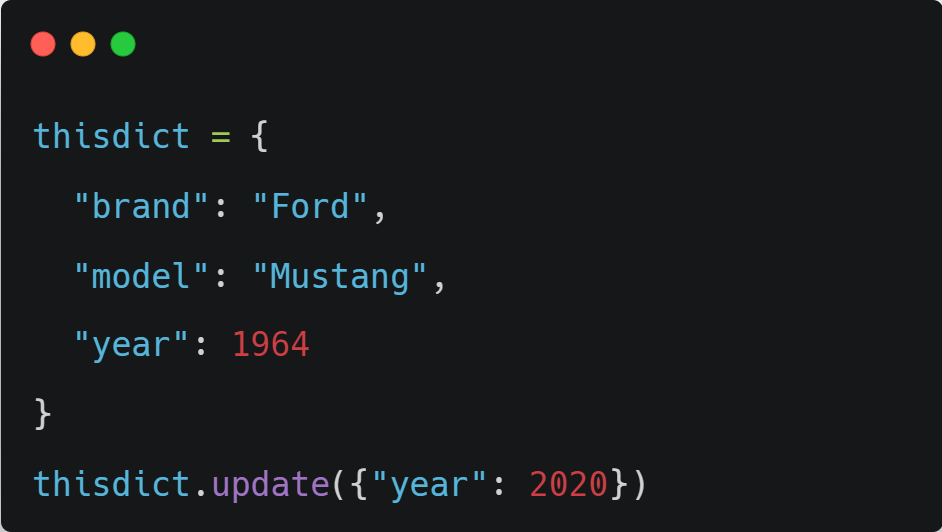 thisdict = {
  "brand": "Ford",
  "model": "Mustang",
  "year": 1964
}
thisdict.update({"year": 2020})